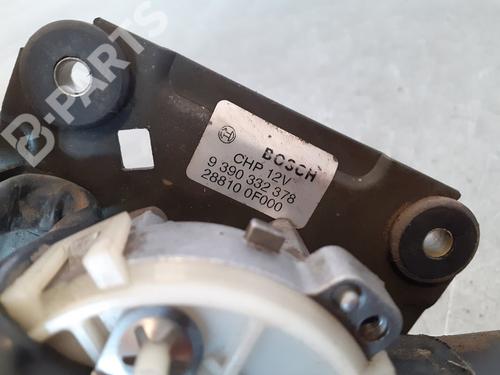 B-PARTS
BOSCH
CHP 12V
9 390 332 378
28810 0F000